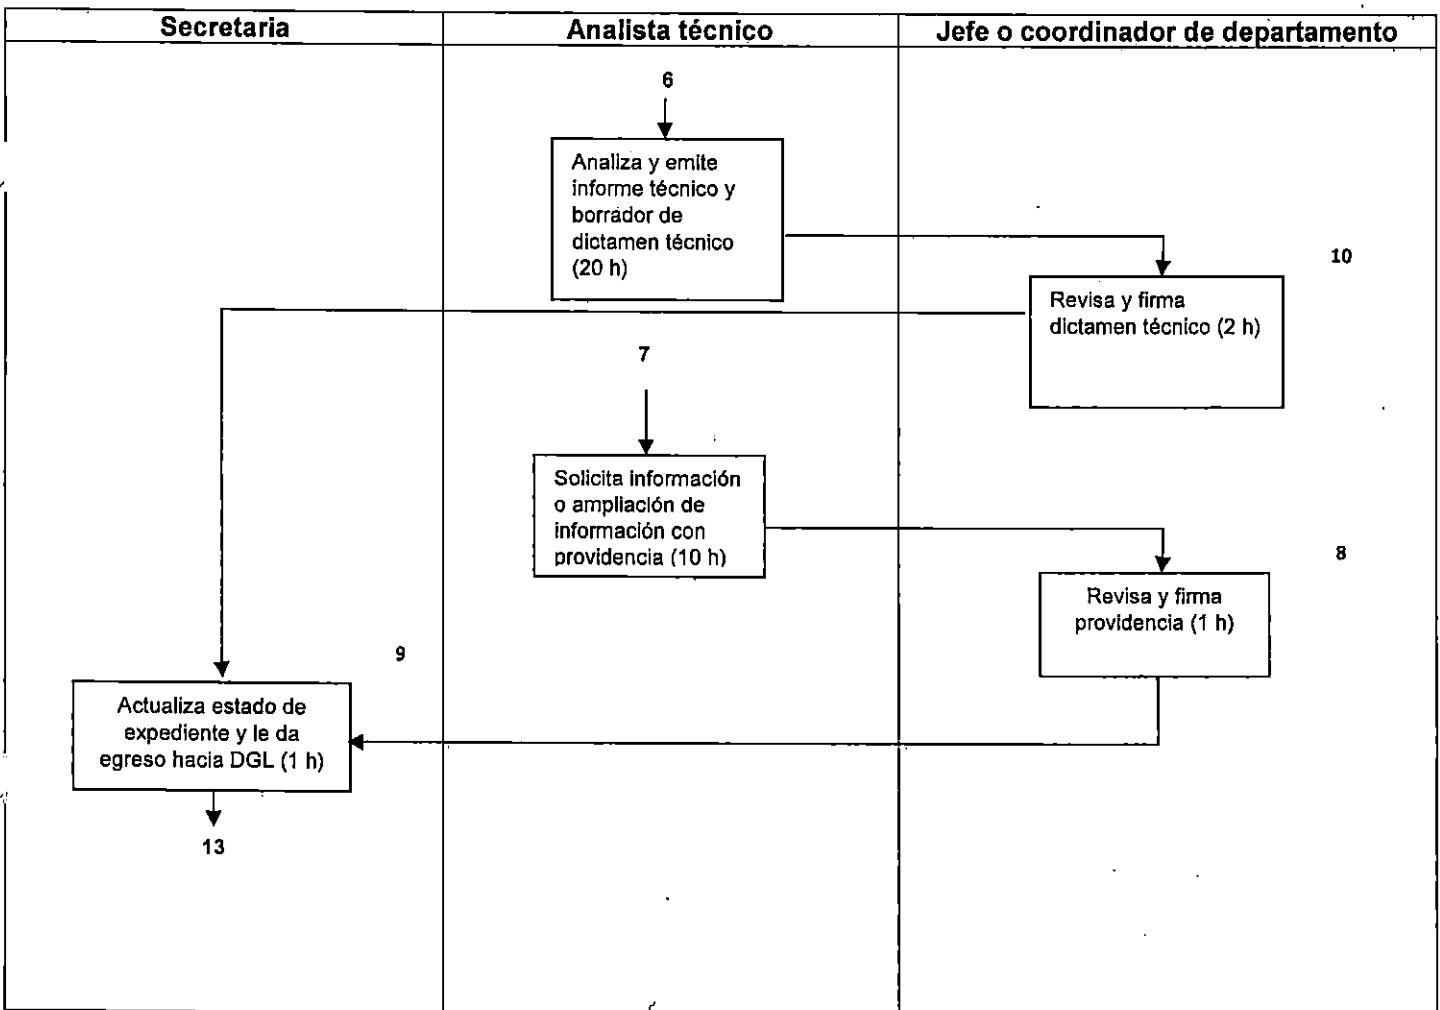 Secretaria
Analista técnico
Jefe o coordinador de departamento
6
Analiza y emite
informe técnico y
borrador de
dictamen técnico
(20 h)
10
Revisa y firma
dictamen técnico (2 h)
7
Solicita información
o ampliación de
información con
providencia (10 h)
8
Revisa y firma
providencia (1 h)
9
Actualiza estado de
expediente y le da
egreso hacia DGL (1 h)
13